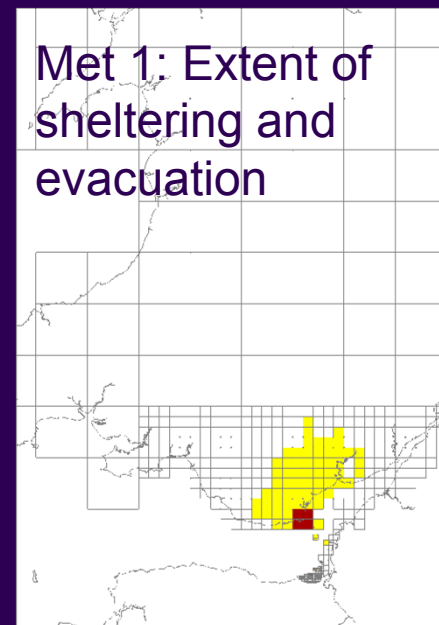 Met 1: Extent of
sheltering and
evacuation